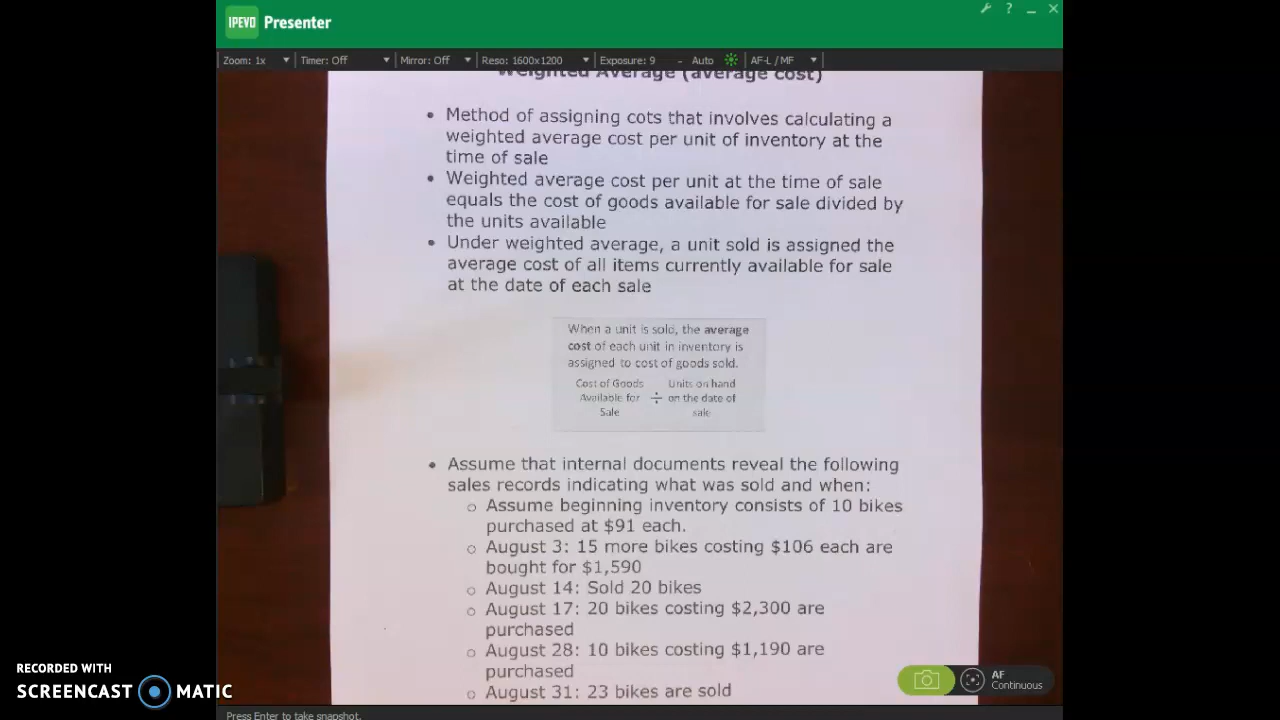 IPEVO Presenter
Zoom: 1x Timer: Off Mirror: Off Reso: 1600x1200 Exposure: 9 - Auto AF-L / MF
Weighted Average (average cost)
• Method of assigning cots that involves calculating a
weighted average cost per unit of inventory at the
time of sale
• Weighted average cost per unit at the time of sale
equals the cost of goods available for sale divided by
the units available
• Under weighted average, a unit sold is assigned the
average cost of all items currently available for sale
at the date of each sale
When a unit is sold, the average
cost of each unit in inventory is
assigned to cost of goods sold.
Cost of Goods Units on hand
Available for ÷ on the date of
Sale sale
• Assume that internal documents reveal the following
sales records indicating what was sold and when:
o Assume beginning inventory consists of 10 bikes
purchased at $91 each.
o August 3: 15 more bikes costing $106 each are
bought for $1,590
o August 14: Sold 20 bikes
o August 17: 20 bikes costing $2,300 are
purchased
o August 28: 10 bikes costing $1,190 are
purchased
o August 31: 23 bikes are sold
AF
Continuous
RECORDED WITH
SCREENCAST MATIC
Press Enter to take snapshot.